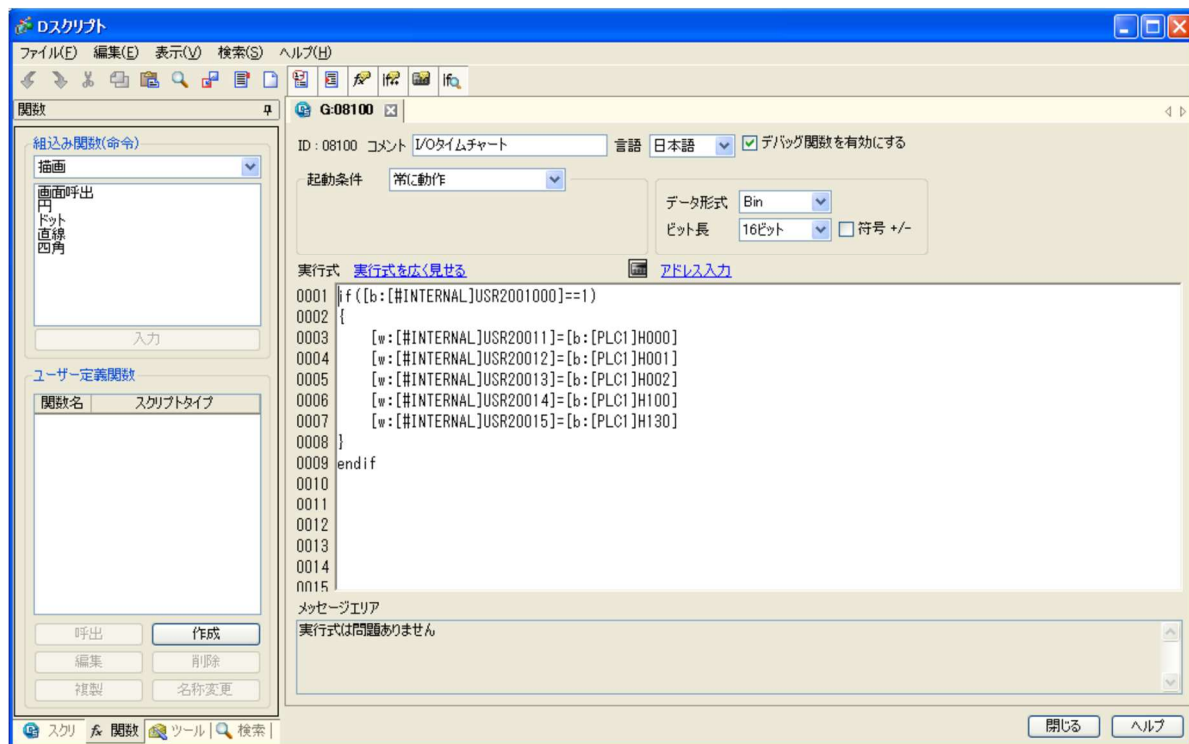 Dスクリプト
ファイル(F) 編集(E) 表示(V) 検索(S) ヘルプ(H)
関数
組込み関数(命令)
描画
画面呼出
円
ドット
直線
四角
入力
ユーザー定義関数
関数名 スクリプトタイプ
呼出 作成
編集 削除
複製 名称変更
スクリ fx 関数 ツール 検索
G:08100
ID : 08100 コメント I/Oタイムチャート 言語 日本語 デバッグ関数を有効にする
起動条件 常に動作
データ形式 Bin
ビット長 16ビット 符号 +/-
実行式 実行式を広く見せる アドレス入力
0001 if([b:[#INTERNAL]USR2001000]==1)
0002 {
0003 [w:[#INTERNAL]USR20011]=[b:[PLC1]H000]
0004 [w:[#INTERNAL]USR20012]=[b:[PLC1]H001]
0005 [w:[#INTERNAL]USR20013]=[b:[PLC1]H002]
0006 [w:[#INTERNAL]USR20014]=[b:[PLC1]H100]
0007 [w:[#INTERNAL]USR20015]=[b:[PLC1]H130]
0008 }
0009 endif
0010
0011
0012
0013
0014
0015
メッセージエリア
実行式は問題ありません
閉じる ヘルプ